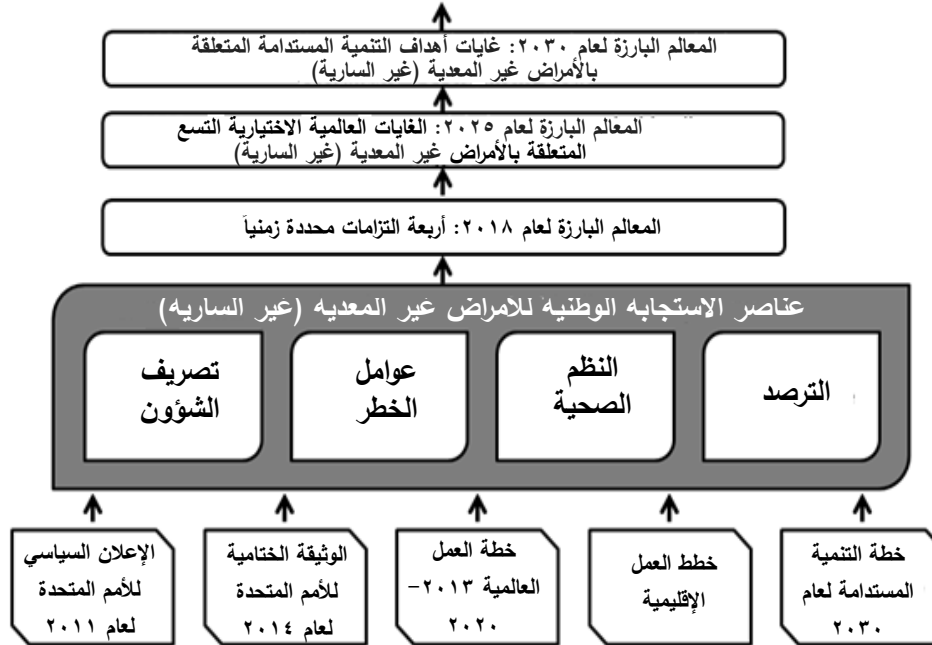 المعالم البارزة لعام ٢٠٣٠: غايات أهداف التنمية المستدامة المتعلقة
بالأمراض غير المعدية (غير السارية)
المعالم البارزة لعام ٢٠٢٥: الغايات العالمية الاختيارية التسع
المتعلقة بالأمراض غير المعدية (غير السارية)
المعالم البارزة لعام ٢٠١٨: أربعة التزامات محددة زمنياً
عناصر الاستجابه الوطنية للامراض غير المعديه (غير الساريه)
الترصد
النظم
الصحية
عوامل
الخطر
تصريف
الشؤون
خطة التنمية
المستدامة لعام
٢٠٣٠
خطط العمل
الإقليمية
خطة العمل
العالمية ٢٠١٣-
٢٠٢٠
الوثيقة الختامية
للأمم المتحدة
لعام ٢٠١٤
الإعلان السياسي
للأمم المتحدة
لعام ٢٠١١